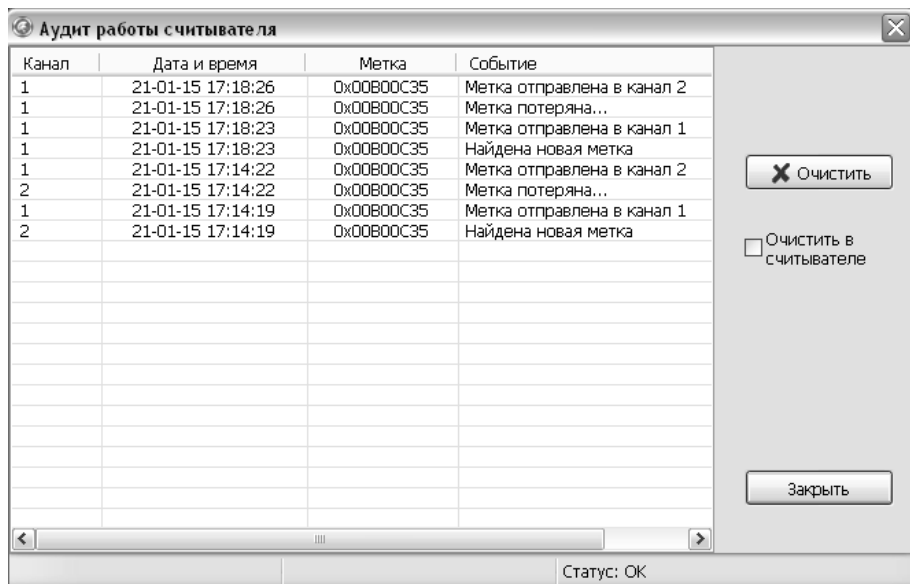 Аудит работы считывателя
Канал Дата и время Метка Событие
1 21-01-15 17:18:26 0x00B00C35 Метка отправлена в канал 2
1 21-01-15 17:18:26 0x00B00C35 Метка потеряна...
1 21-01-15 17:18:23 0x00B00C35 Метка отправлена в канал 1
1 21-01-15 17:18:23 0x00B00C35 Найдена новая метка
1 21-01-15 17:14:22 0x00B00C35 Метка отправлена в канал 2
2 21-01-15 17:14:22 0x00B00C35 Метка потеряна...
1 21-01-15 17:14:19 0x00B00C35 Метка отправлена в канал 1
2 21-01-15 17:14:19 0x00B00C35 Найдена новая метка
Очистить
Очистить в
считывателе
Закрыть
Статус: OK